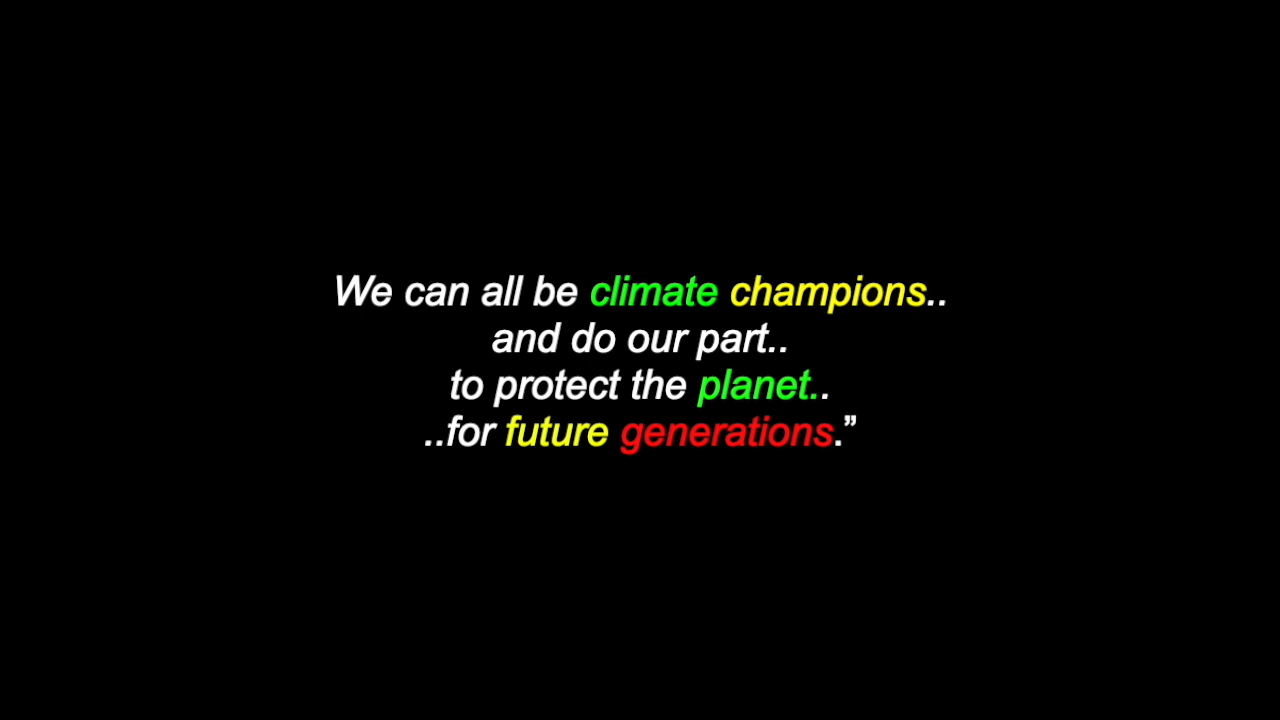 We can all be climate champions..
and do our part..
to protect the planet..
..for future generations.”